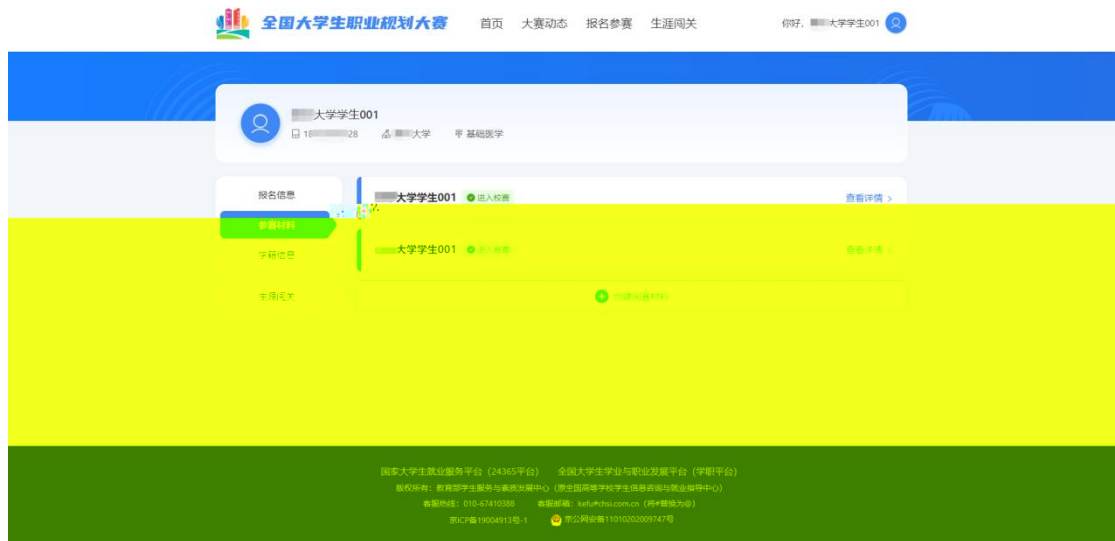 全国大学生职业规划大赛 首页 大赛动态 报名参赛 生涯闯关 你好, 大学学生001
大学学生001
18 28 大学 基础医学
报名信息 大学学生001 进入校赛 查看详情 >
参赛材料
学籍信息 大学学生001 进入校赛 查看详情 >
生涯闯关 创建参赛材料
国家大学生就业服务平台（24365平台） 全国大学生学业与职业发展平台（学职平台）
版权所有：教育部学生服务与素质发展中心（原全国高等学校学生信息咨询与就业指导中心）
客服热线：010-67410388 客服邮箱：kefu#chsi.com.cn（将#替换为@）
京ICP备19004913号-1 京公网安备11010202009747号